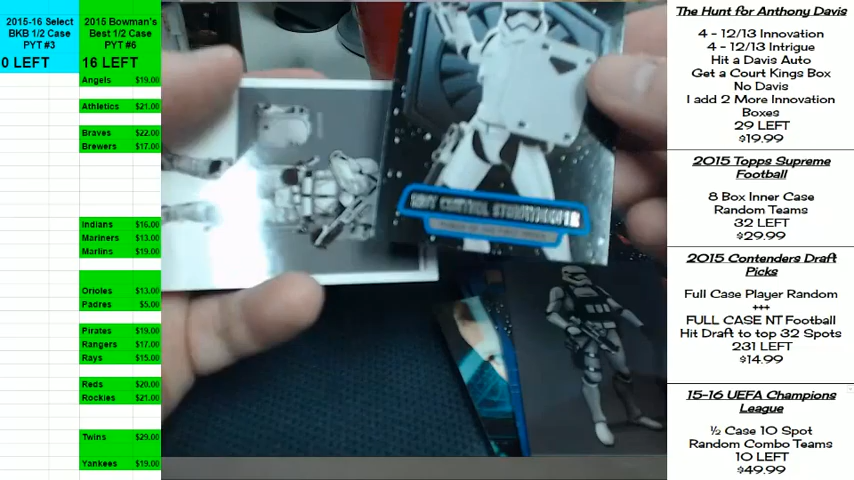 2015-16 Select
BKB 1/2 Case
PYT #3
0 LEFT
2015 Bowman's
Best 1/2 Case
PYT #6
16 LEFT
Angels $19.00
Athletics $21.00
Braves $22.00
Brewers $17.00
Indians $16.00
Mariners $13.00
Marlins $19.00
Orioles $13.00
Padres $5.00
Pirates $19.00
Rangers $17.00
Rays $15.00
Reds $20.00
Rockies $21.00
Twins $29.00
Yankees $19.00
RIOT CONTROL STORMTROOPER
The Hunt for Anthony Davis
4 - 12/13 Innovation
4 - 12/13 Intrigue
Hit a Davis Auto
Get a Court Kings Box
No Davis
I add 2 More Innovation
Boxes
29 LEFT
$19.99
2015 Topps Supreme
Football
8 Box Inner Case
Random Teams
32 LEFT
$29.99
2015 Contenders Draft
Picks
Full Case Player Random
+++
FULL CASE NT Football
Hit Draft to top 32 Spots
231 LEFT
$14.99
15-16 UEFA Champions
League
½ Case 10 Spot
Random Combo Teams
10 LEFT
$49.99